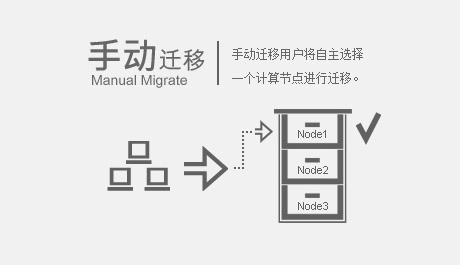 手动迁移
Manual Migrate
手动迁移用户将自主选择
一个计算节点进行迁移。
Node1
Node2
Node3